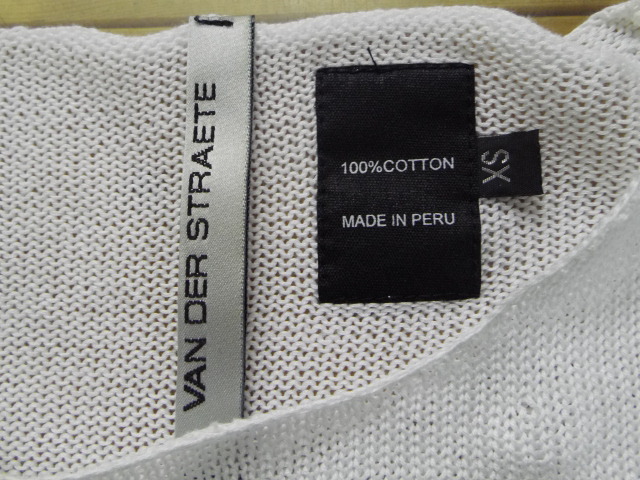 VAN DER STRAETE
100%COTTON
MADE IN PERU
XS